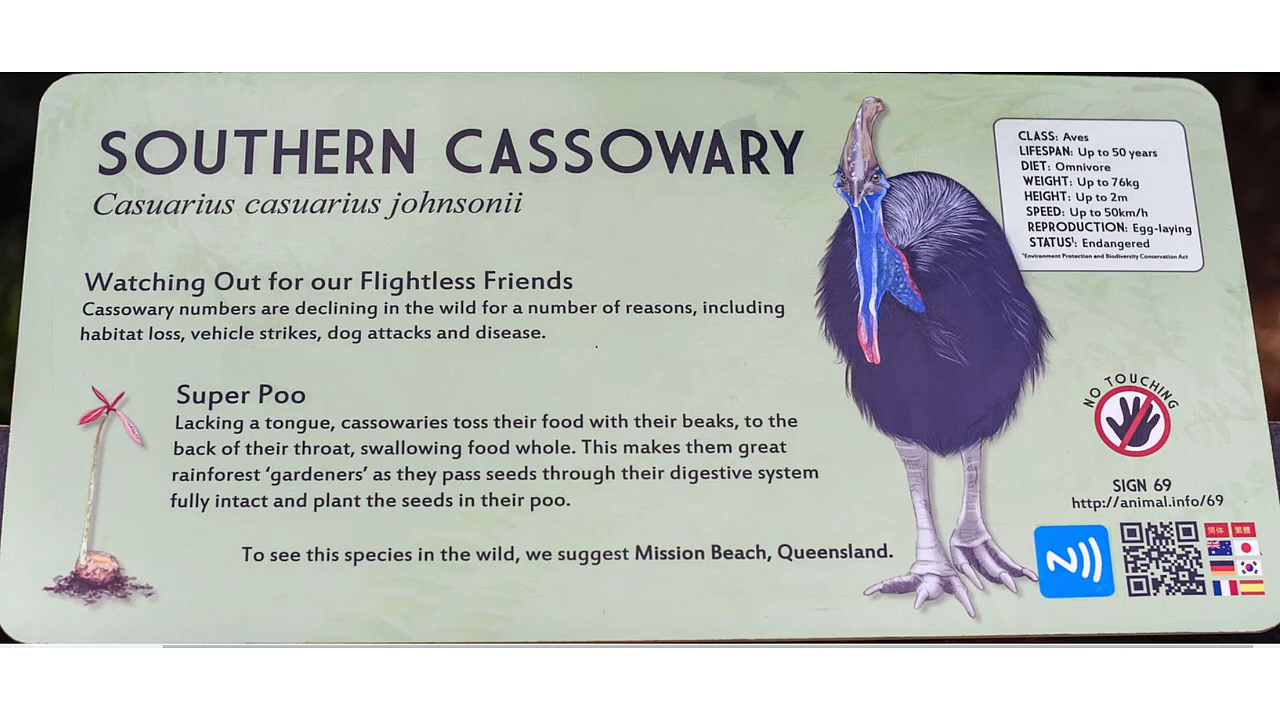 SOUTHERN CASSOWARY
Casuarius casuarius johnsonii
Watching Out for our Flightless Friends
Cassowary numbers are declining in the wild for a number of reasons, including
habitat loss, vehicle strikes, dog attacks and disease.
Super Poo
Lacking a tongue, cassowaries toss their food with their beaks, to the
back of their throat, swallowing food whole. This makes them great
rainforest ‘gardeners’ as they pass seeds through their digestive system
fully intact and plant the seeds in their poo.
To see this species in the wild, we suggest Mission Beach, Queensland.
CLASS: Aves
LIFESPAN: Up to 50 years
DIET: Omnivore
WEIGHT: Up to 76kg
HEIGHT: Up to 2m
SPEED: Up to 50km/h
REPRODUCTION: Egg-laying
STATUS¹: Endangered
¹Environment Protection and Biodiversity Conservation Act
NO TOUCHING
SIGN 69
http://animal.info/69
简体 繁體